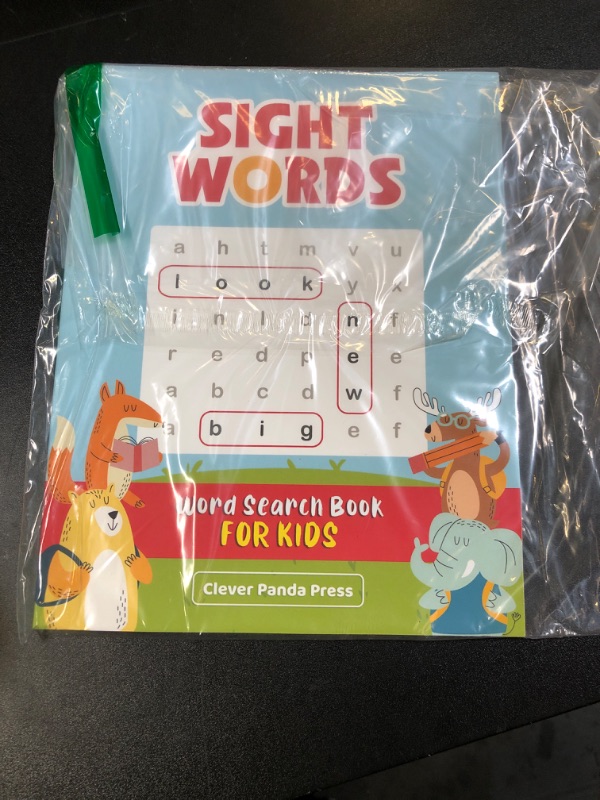 SIGHT
WORDS
a h t m v u
l o o k y x
i n l p n f
r e d p e e
a b c d w f
a b i g e f
Word Search Book
FOR KIDS
Clever Panda Press